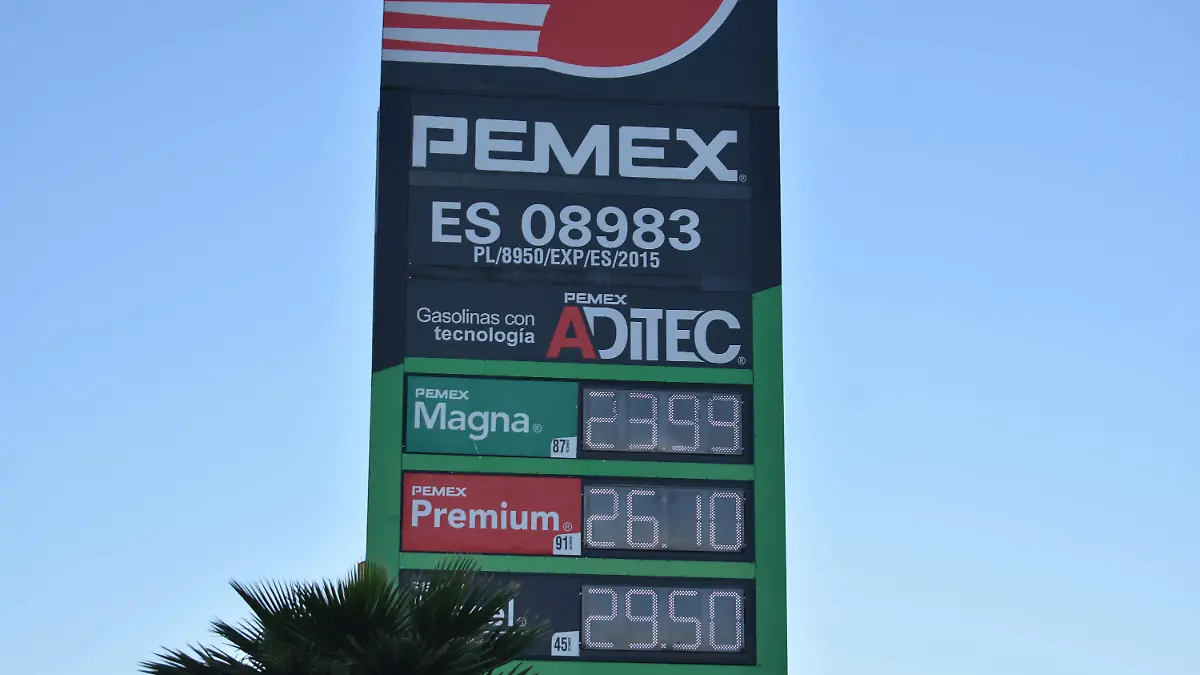 PEMEX®
ES 08983
PL/8950/EXP/ES/2015
Gasolinas con
tecnología
PEMEX
ADiTEC®
PEMEX
Magna®
87
23.99
PEMEX
Premium®
91
26.10
45
29.50